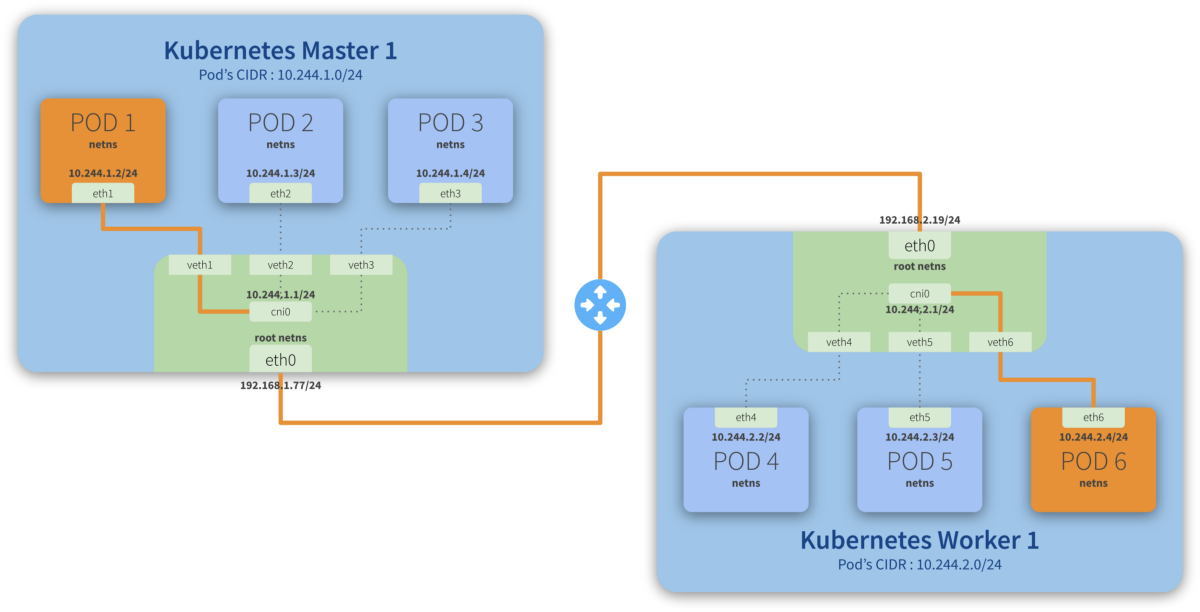 Kubernetes Master 1
Pod's CIDR : 10.244.1.0/24
POD 1
netns
10.244.1.2/24
eth1
POD 2
netns
10.244.1.3/24
eth2
POD 3
netns
10.244.1.4/24
eth3
veth1
veth2
veth3
10.244.1.1/24
cni0
root netns
eth0
192.168.1.77/24
192.168.2.19/24
eth0
root netns
cni0
10.244.2.1/24
veth4
veth5
veth6
eth4
10.244.2.2/24
POD 4
netns
eth5
10.244.2.3/24
POD 5
netns
eth6
10.244.2.4/24
POD 6
netns
Kubernetes Worker 1
Pod's CIDR : 10.244.2.0/24